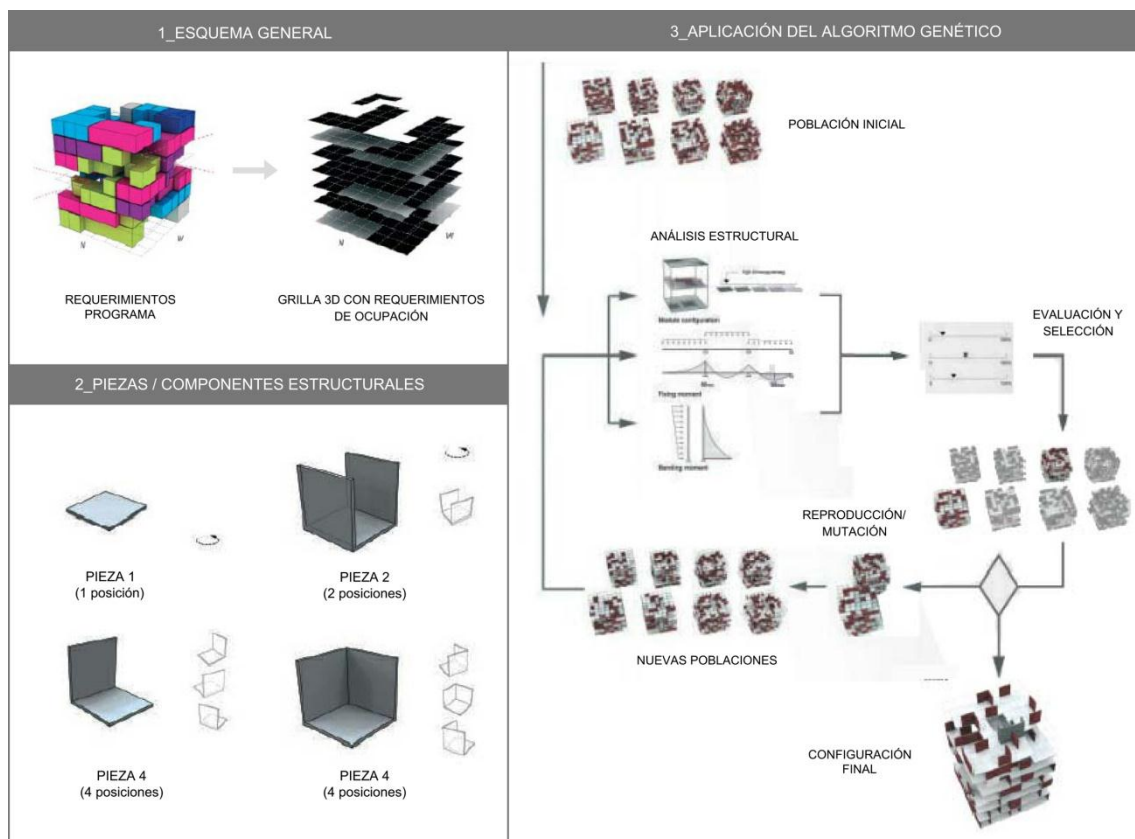 1_ESQUEMA GENERAL
REQUERIMIENTOS
PROGRAMA
GRILLA 3D CON REQUERIMIENTOS
DE OCUPACIÓN
2_PIEZAS / COMPONENTES ESTRUCTURALES
PIEZA 1
(1 posición)
PIEZA 2
(2 posiciones)
PIEZA 4
(4 posiciones)
PIEZA 4
(4 posiciones)
3_APLICACIÓN DEL ALGORITMO GENÉTICO
POBLACIÓN INICIAL
ANÁLISIS ESTRUCTURAL
Module configuration
Fixing moment
Bending moment
EVALUACIÓN Y
SELECCIÓN
REPRODUCCIÓN/
MUTACIÓN
NUEVAS POBLACIONES
CONFIGURACIÓN
FINAL